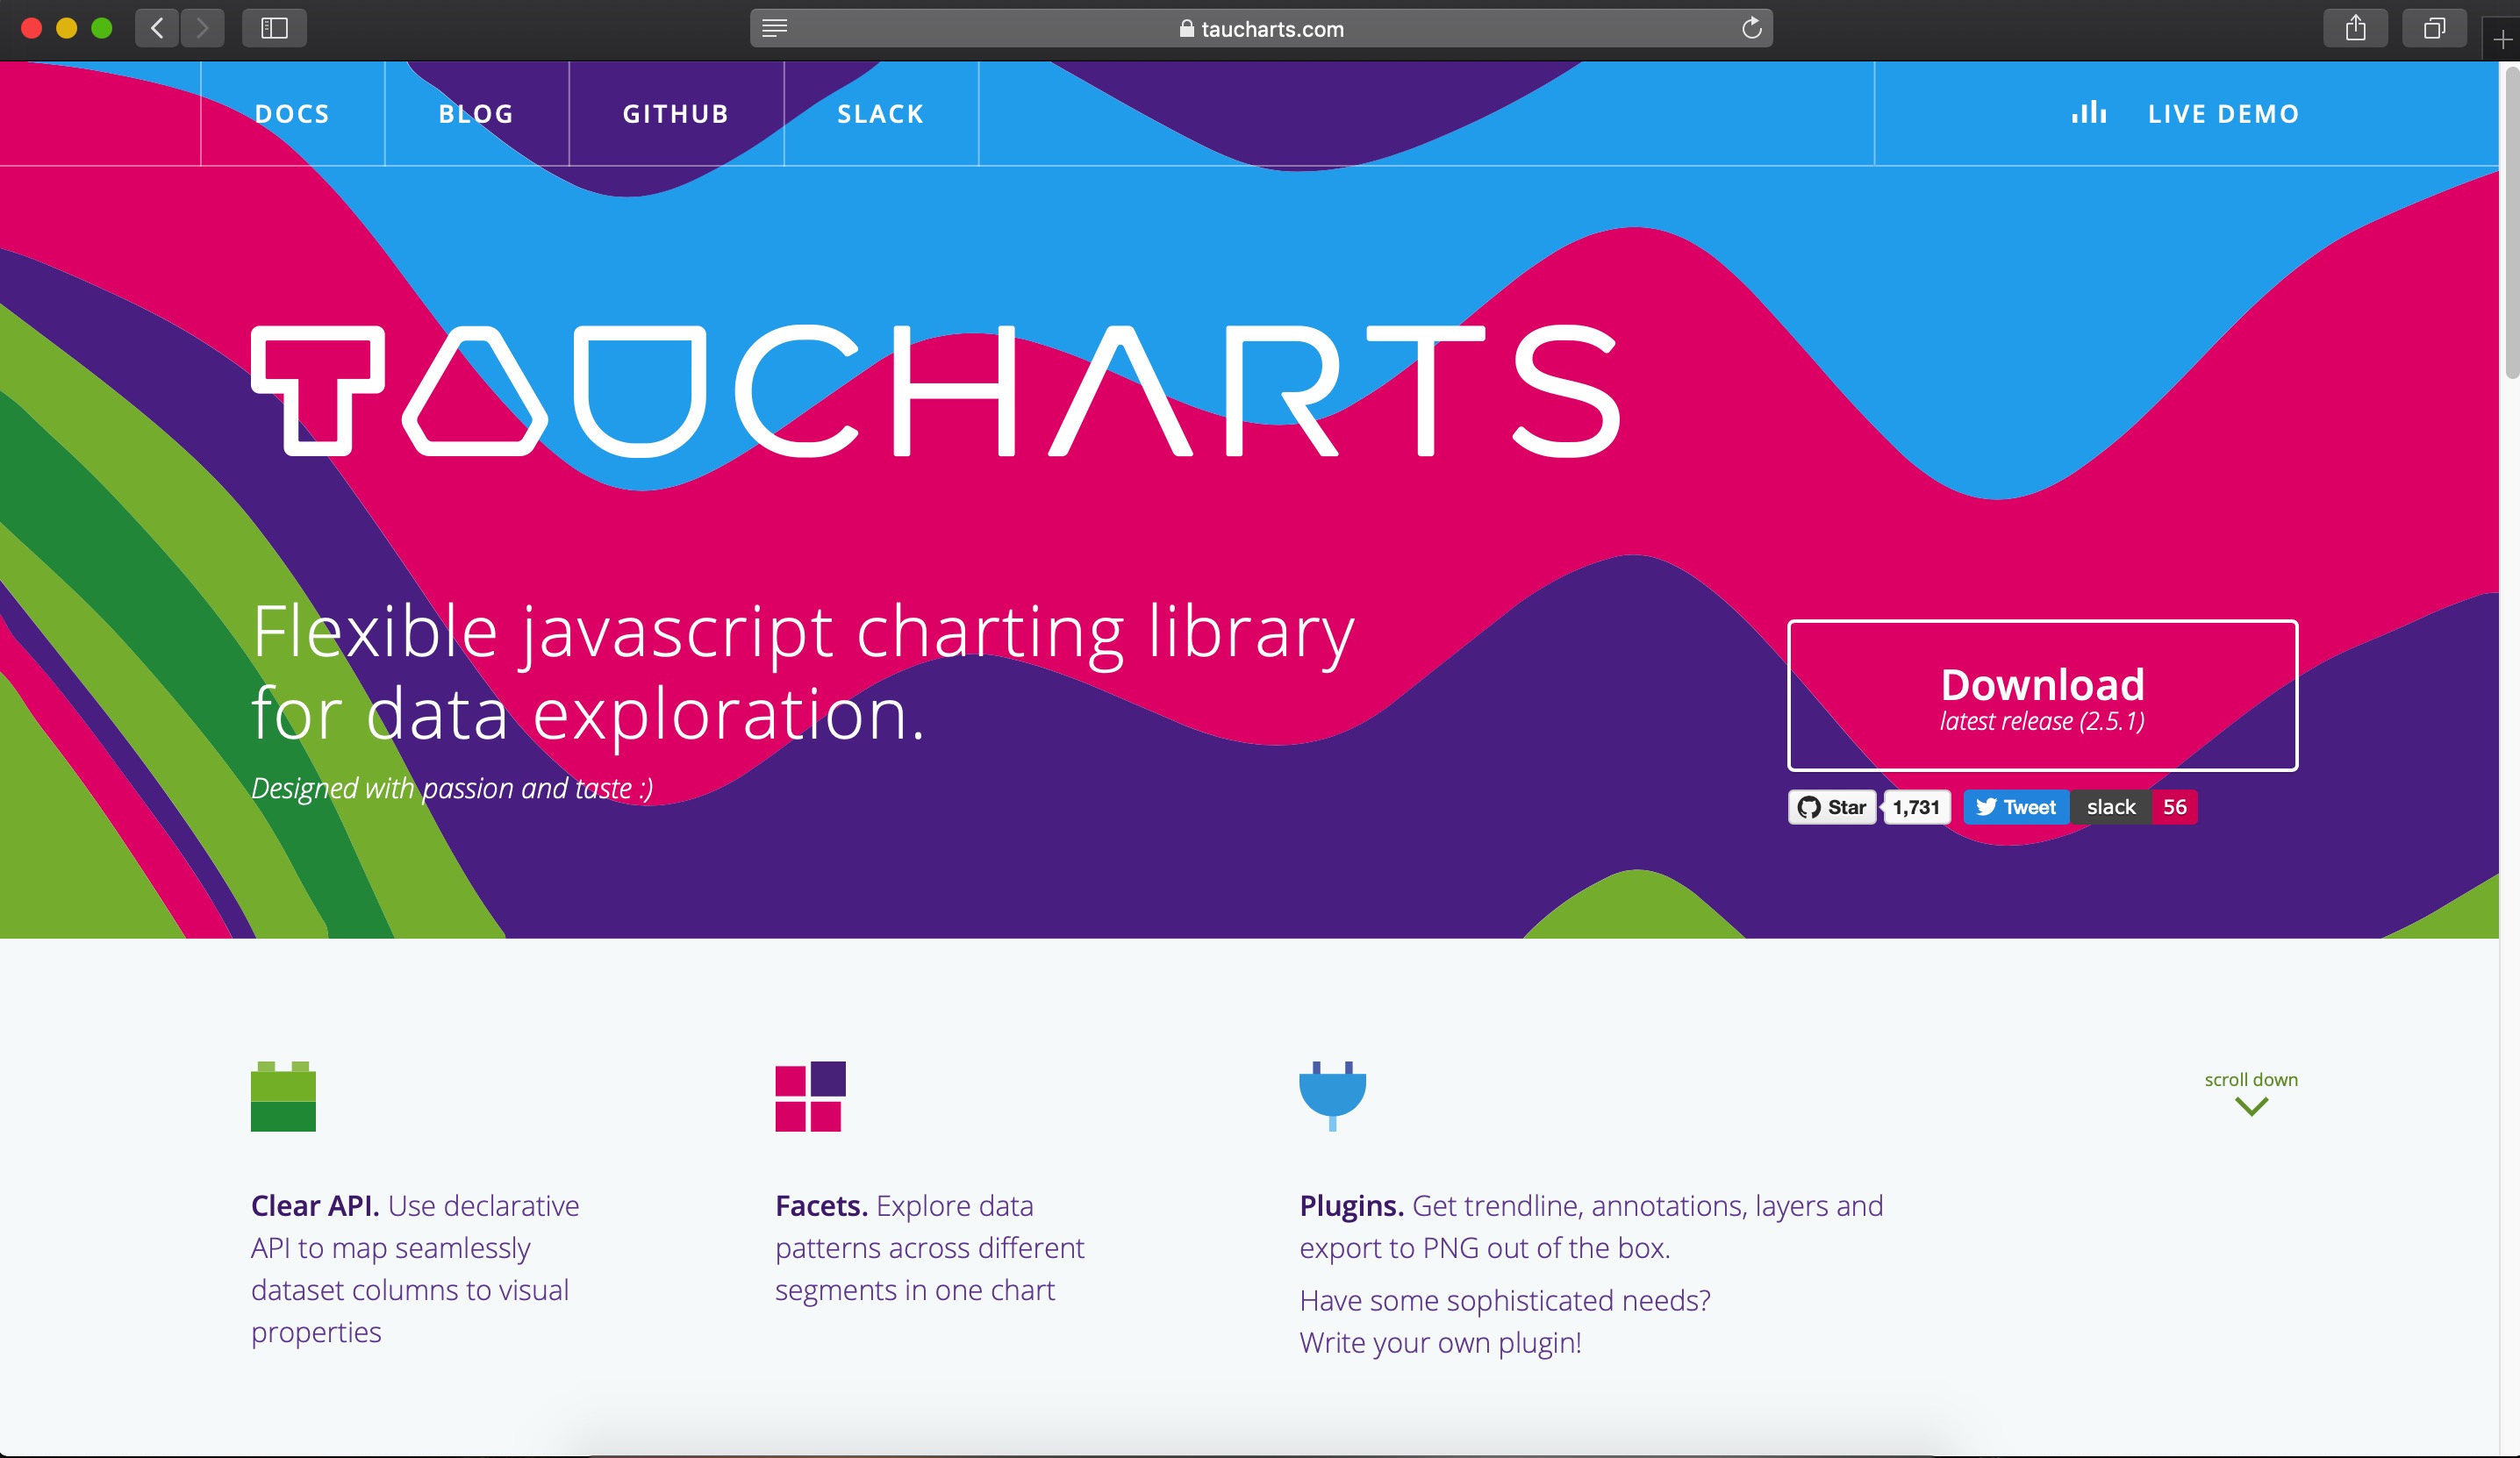 taucharts.com
DOCS
BLOG
GITHUB
SLACK
LIVE DEMO
TAUCHARTS
Flexible javascript charting library
for data exploration.
Designed with passion and taste :)
Download
latest release (2.5.1)
Star
1,731
Tweet
slack
56
scroll down
Clear API. Use declarative
API to map seamlessly
dataset columns to visual
properties
Facets. Explore data
patterns across different
segments in one chart
Plugins. Get trendline, annotations, layers and
export to PNG out of the box.
Have some sophisticated needs?
Write your own plugin!